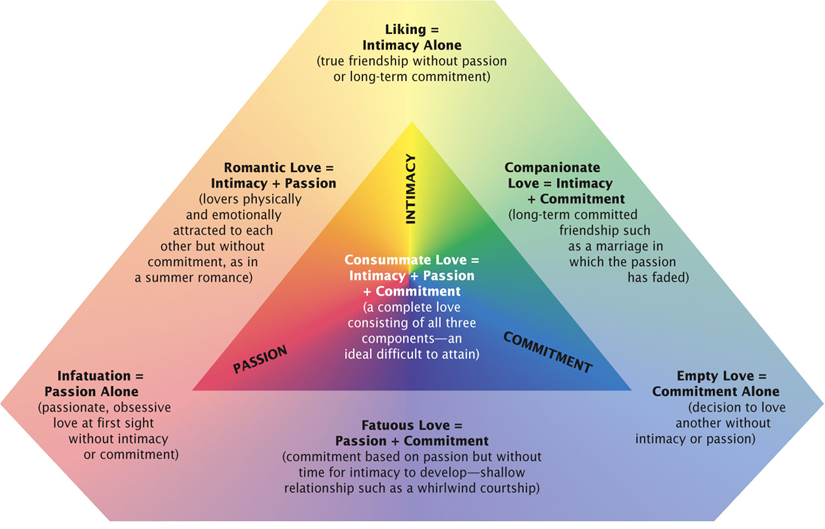 Liking =
Intimacy Alone
(true friendship without passion
or long-term commitment)
Romantic Love =
Intimacy + Passion
(lovers physically
and emotionally
attracted to each
other but without
commitment, as in
a summer romance)
INTIMACY
Companionate
Love = Intimacy
+ Commitment
(long-term committed
friendship such
as a marriage in
which the passion
has faded)
Consummate Love =
Intimacy + Passion
+ Commitment
(a complete love
consisting of all three
components—an
ideal difficult to attain)
PASSION
COMMITMENT
Infatuation =
Passion Alone
(passionate, obsessive
love at first sight
without intimacy
or commitment)
Fatuous Love =
Passion + Commitment
(commitment based on passion but without
time for intimacy to develop—shallow
relationship such as a whirlwind courtship)
Empty Love =
Commitment Alone
(decision to love
another without
intimacy or passion)